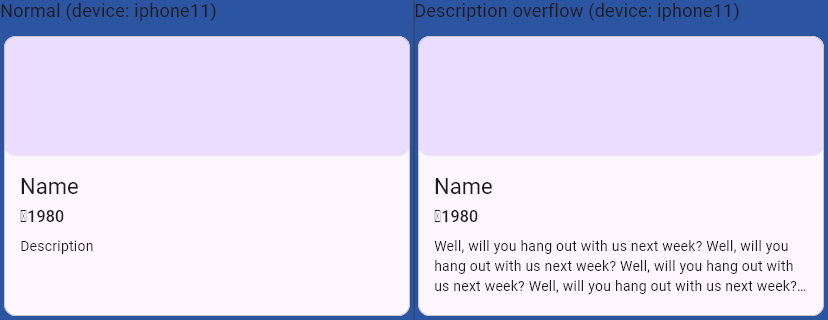 Normal (device: iphone11)
Name
1980
Description
Description overflow (device: iphone11)
Name
1980
Well, will you hang out with us next week? Well, will you
hang out with us next week? Well, will you hang out with
us next week? Well, will you hang out with us next week?…